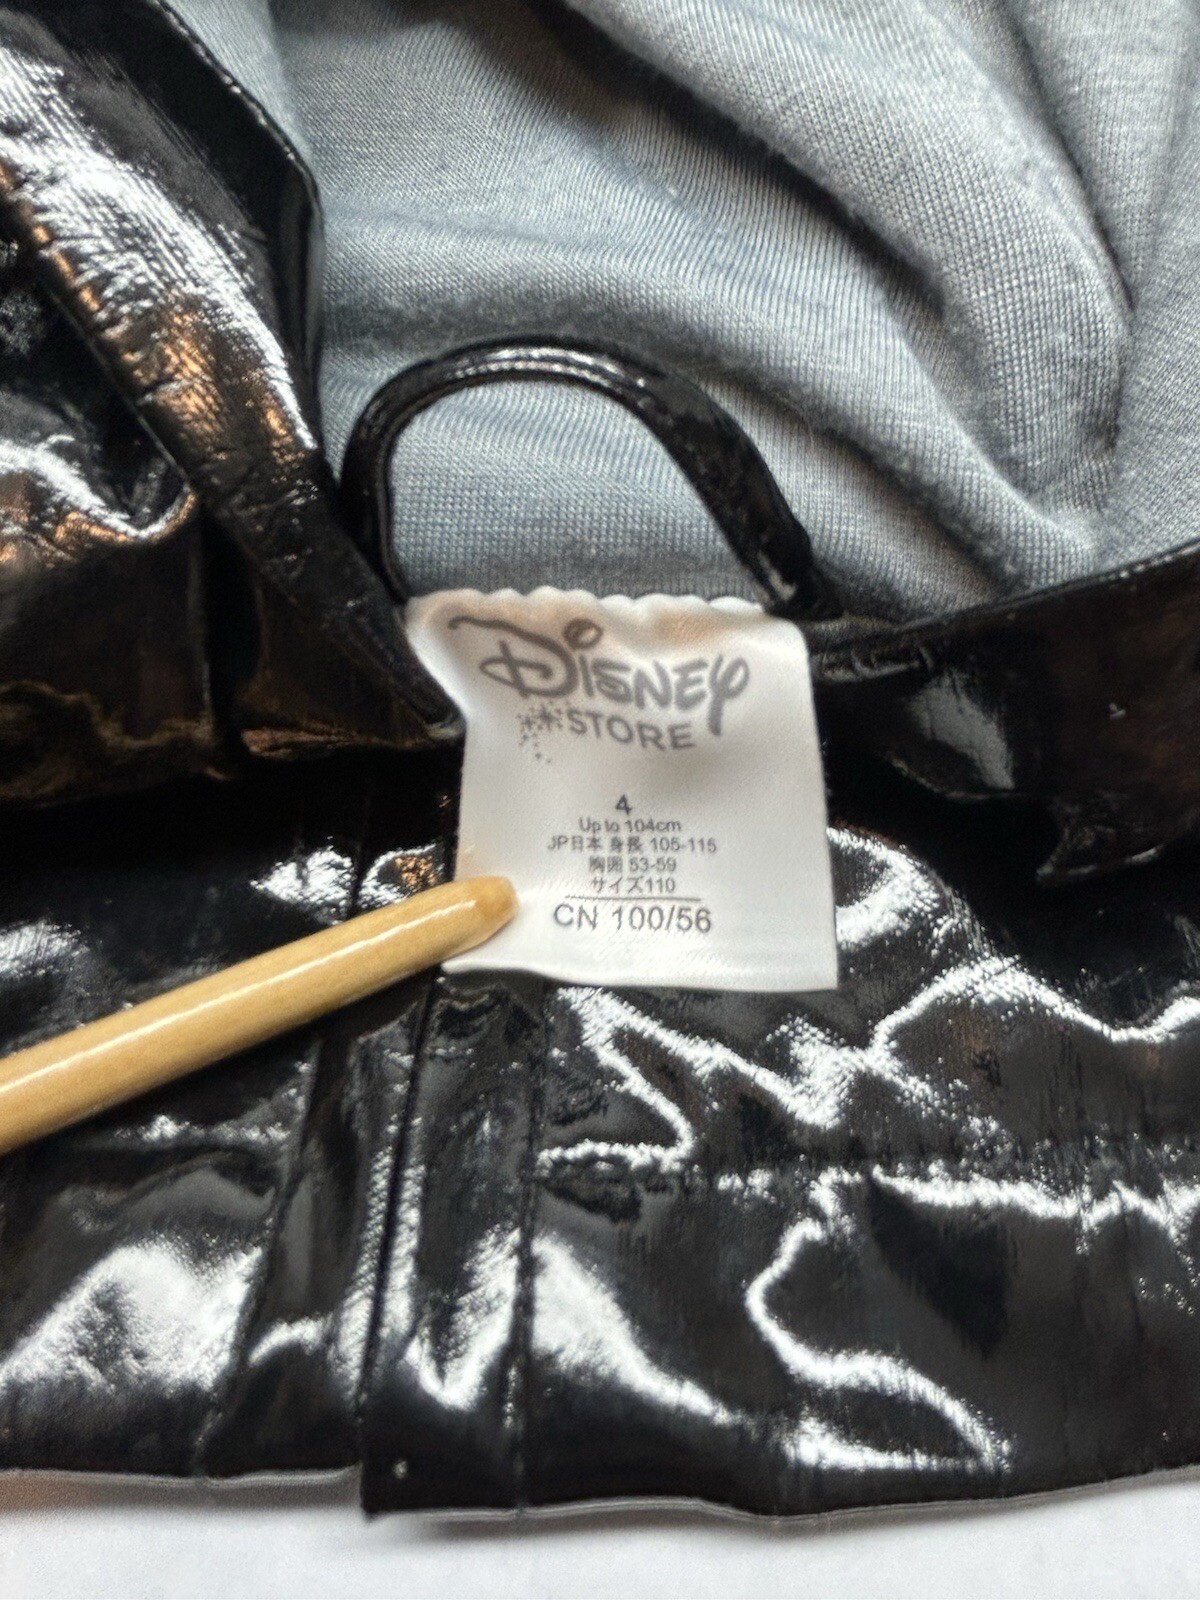 DISNEY
STORE
4
Up to 104cm
JP日本 身長 105-115
胸囲 53-59
サイズ110
CN 100/56